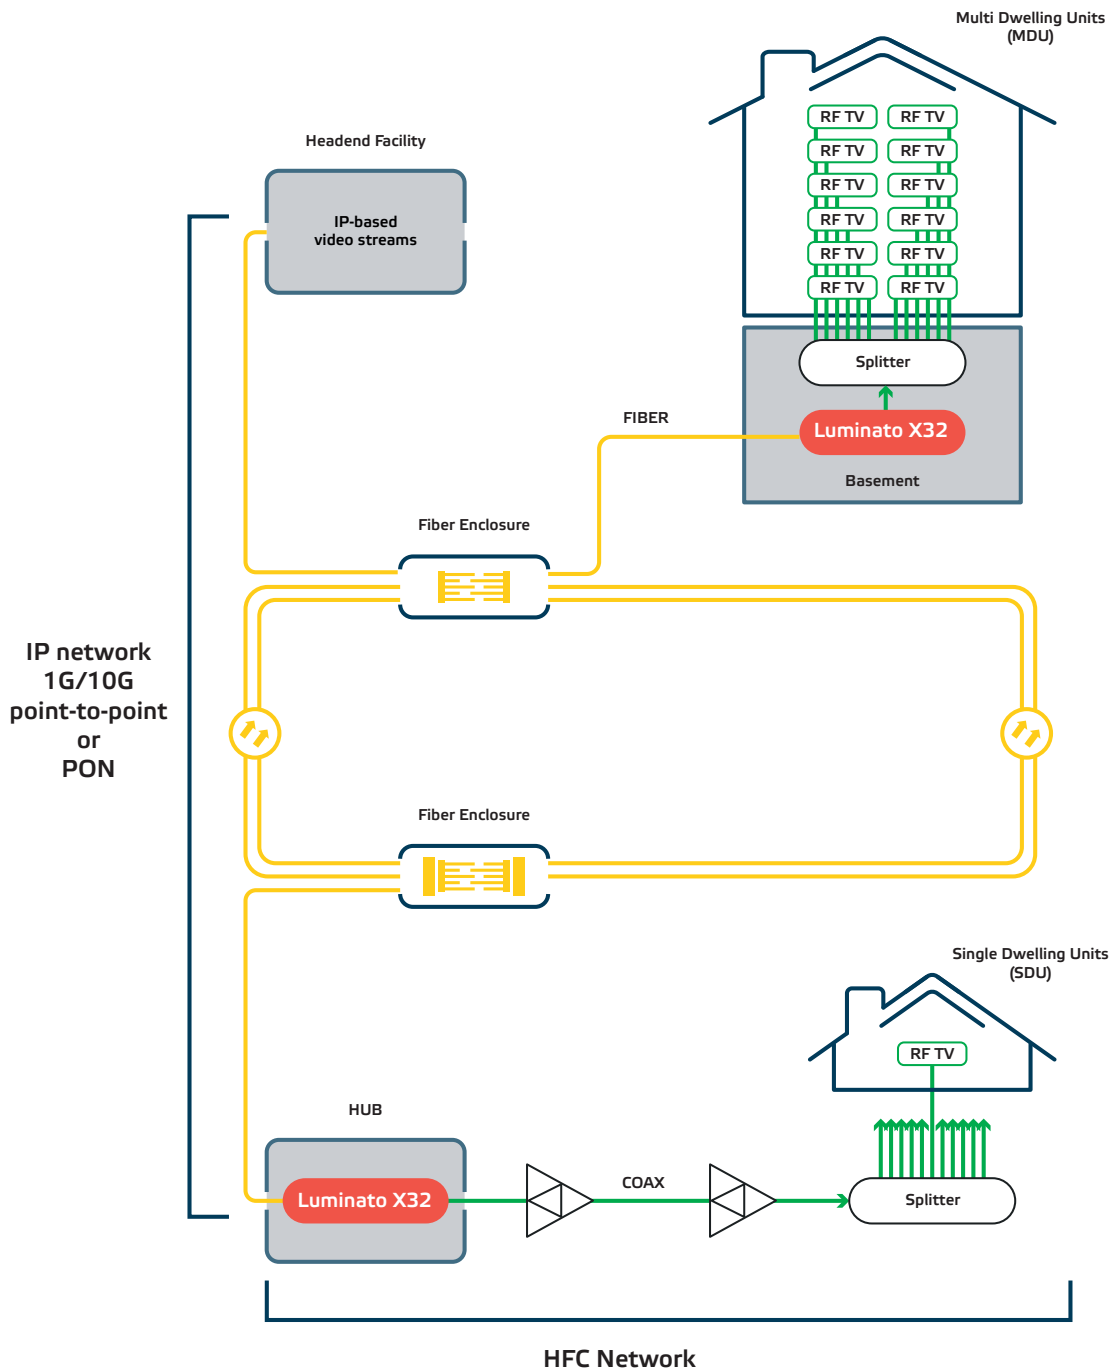 Multi Dwelling Units
(MDU)
RF TV RF TV
RF TV RF TV
RF TV RF TV
RF TV RF TV
RF TV RF TV
RF TV RF TV
Splitter
Luminato X32
Basement
Headend Facility
IP-based
video streams
FIBER
Fiber Enclosure
IP network
1G/10G
point-to-point
or
PON
Fiber Enclosure
Single Dwelling Units
(SDU)
RF TV
HUB
Luminato X32
COAX
Splitter
HFC Network